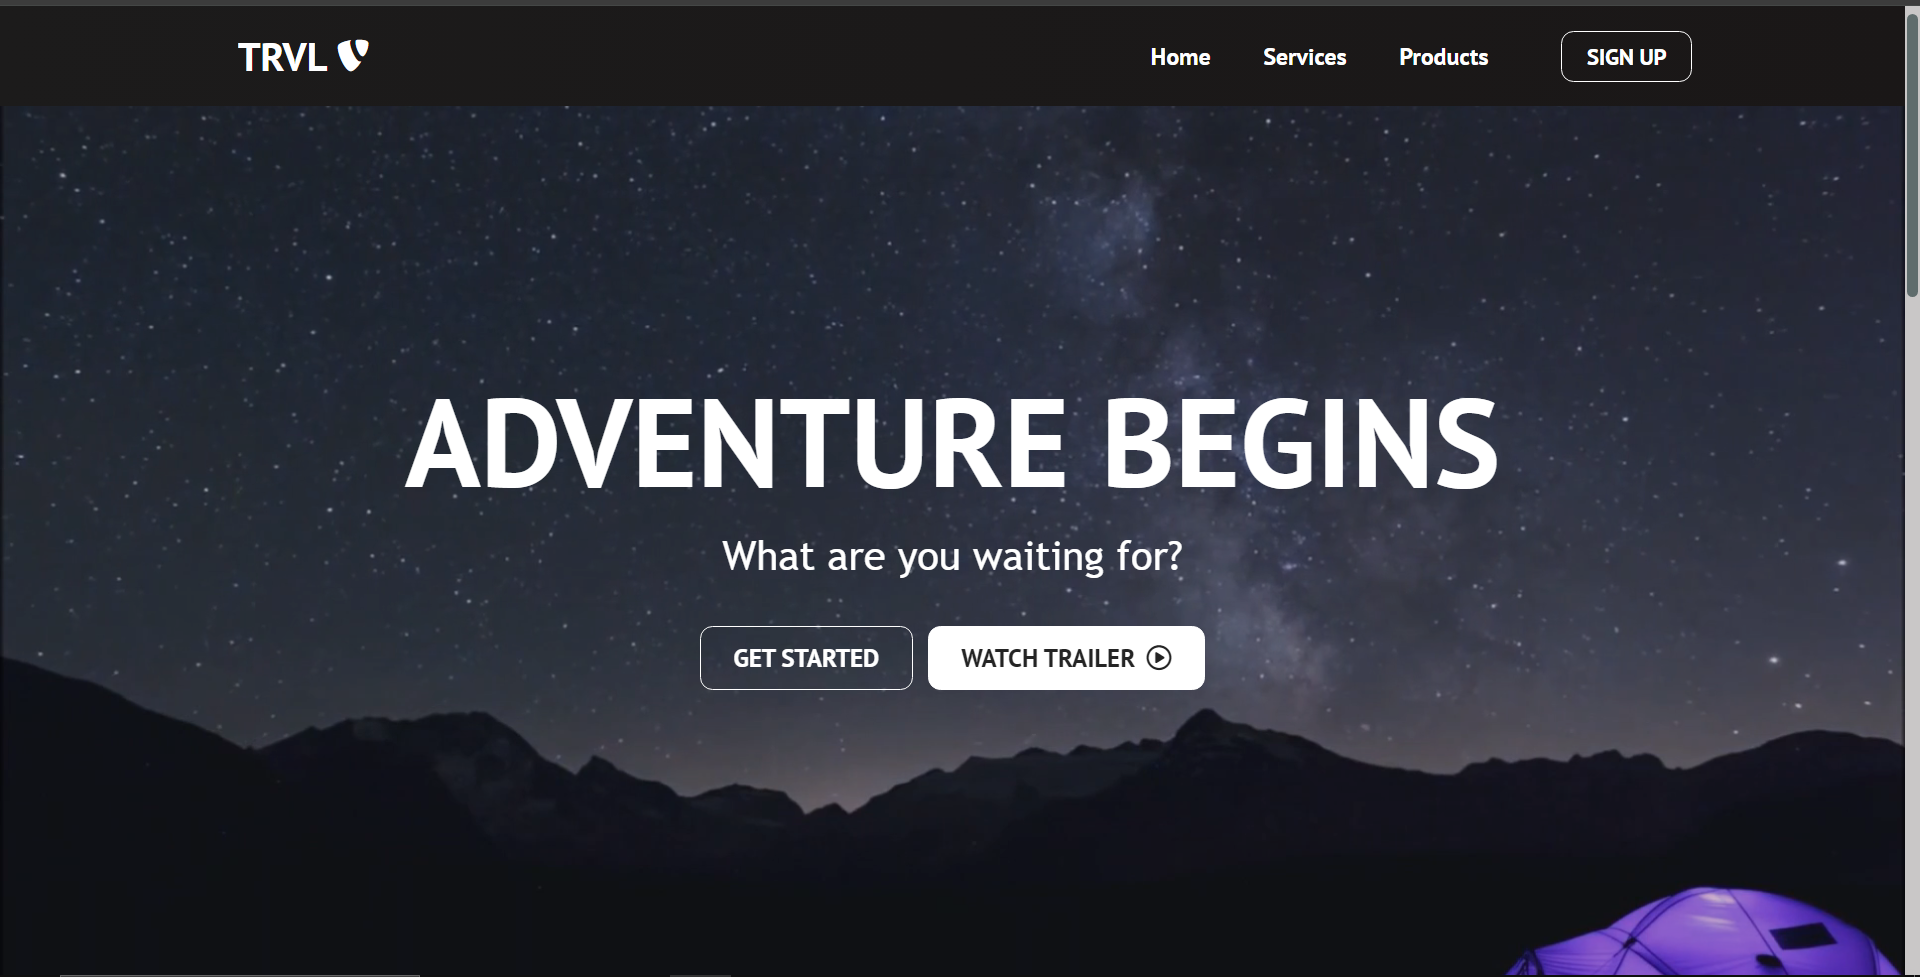 TRVL
Home Services Products SIGN UP
ADVENTURE BEGINS
What are you waiting for?
GET STARTED WATCH TRAILER